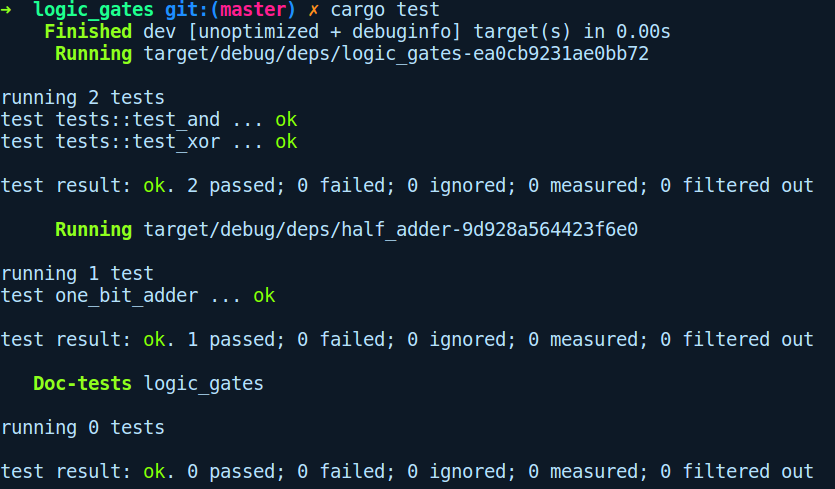 ➜  logic_gates git:(master) ✗ cargo test
    Finished dev [unoptimized + debuginfo] target(s) in 0.00s
     Running target/debug/deps/logic_gates-ea0cb9231ae0bb72

running 2 tests
test tests::test_and ... ok
test tests::test_xor ... ok

test result: ok. 2 passed; 0 failed; 0 ignored; 0 measured; 0 filtered out

     Running target/debug/deps/half_adder-9d928a564423f6e0

running 1 test
test one_bit_adder ... ok

test result: ok. 1 passed; 0 failed; 0 ignored; 0 measured; 0 filtered out

   Doc-tests logic_gates

running 0 tests

test result: ok. 0 passed; 0 failed; 0 ignored; 0 measured; 0 filtered out